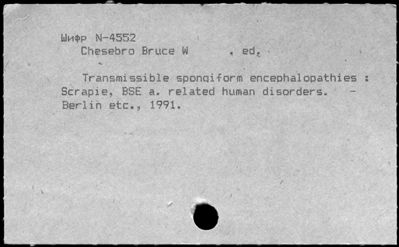 Шифр N-4552
Chesebro Bruce W , ed.
Transmissible spongiform encephalopathies :
Scrapie, BSE a. related human disorders. -
Berlin etc., 1991.